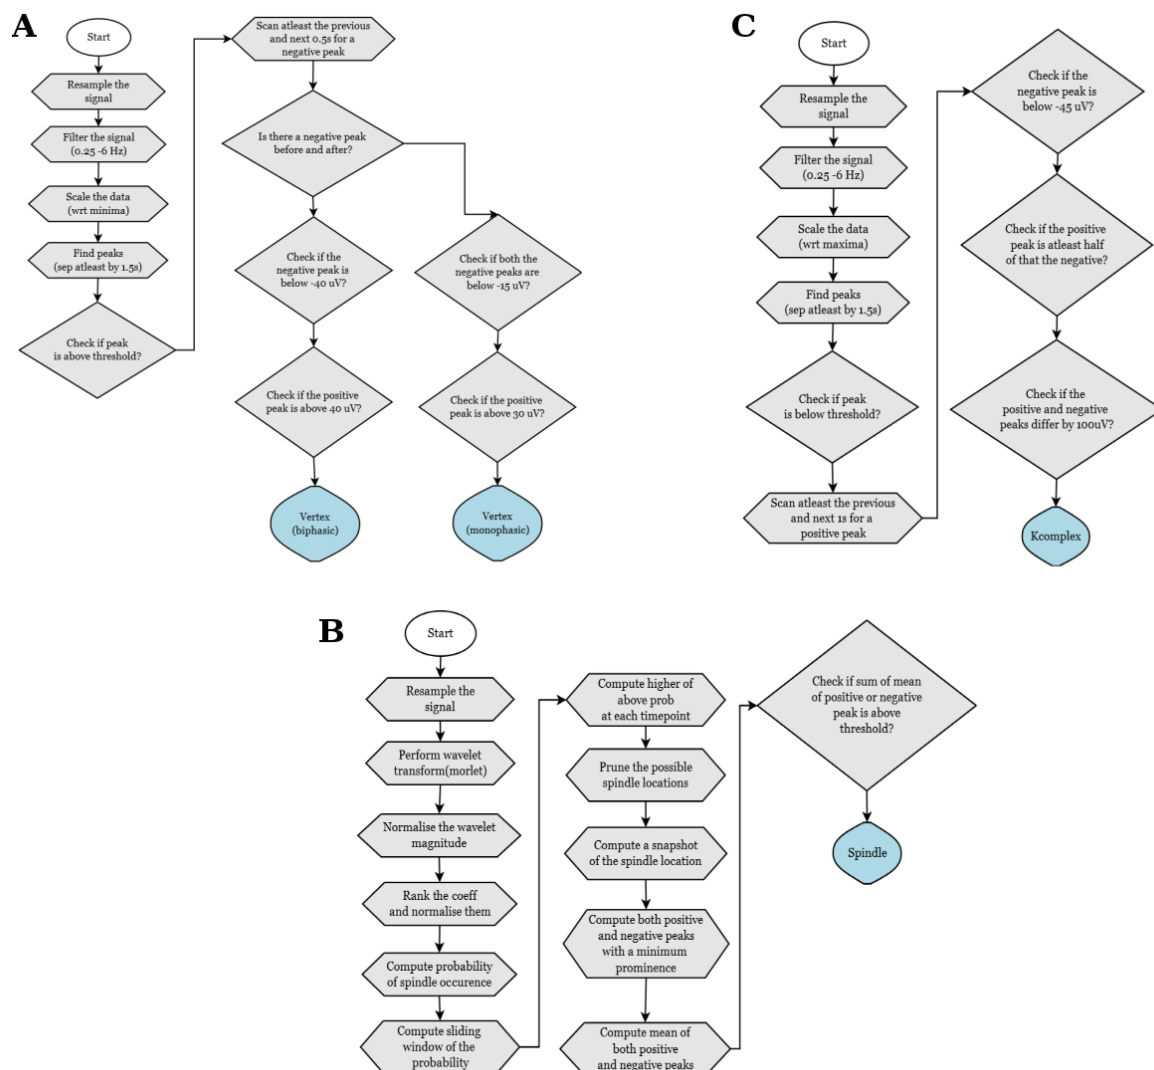 A
Start
Resample the
signal
Filter the signal
(0.25 -6 Hz)
Scale the data
(wrt minima)
Find peaks
(sep atleast by 1.5s)
Check if peak
is above threshold?
Scan atleast the previous
and next 0.5s for a
negative peak
Is there a negative peak
before and after?
Check if the
negative peak is
below -40 uV?
Check if the positive
peak is above 40 uV?
Vertex
(biphasic)
Check if both the
negative peaks are
below -15 uV?
Check if the positive
peak is above 30 uV?
Vertex
(monophasic)
C
Start
Resample the
signal
Filter the signal
(0.25 -6 Hz)
Scale the data
(wrt maxima)
Find peaks
(sep atleast by 1.5s)
Check if peak
is below threshold?
Scan atleast the previous
and next 1s for a
positive peak
Check if the
negative peak is
below -45 uV?
Check if the positive
peak is atleast half
of that the negative?
Check if the
positive and negative
peaks differ by 100uV?
Kcomplex
B
Start
Resample the
signal
Perform wavelet
transform(morlet)
Normalise the wavelet
magnitude
Rank the coeff
and normalise them
Compute probability
of spindle occurence
Compute sliding
window of the
probability
Compute higher of
above prob
at each timepoint
Prune the possible
spindle locations
Compute a snapshot
of the spindle location
Compute both positive
and negative peaks
with a minimum
prominence
Compute mean of
both positive
and negative peaks
Check if sum of mean
of positive or negative
peak is above
threshold?
Spindle